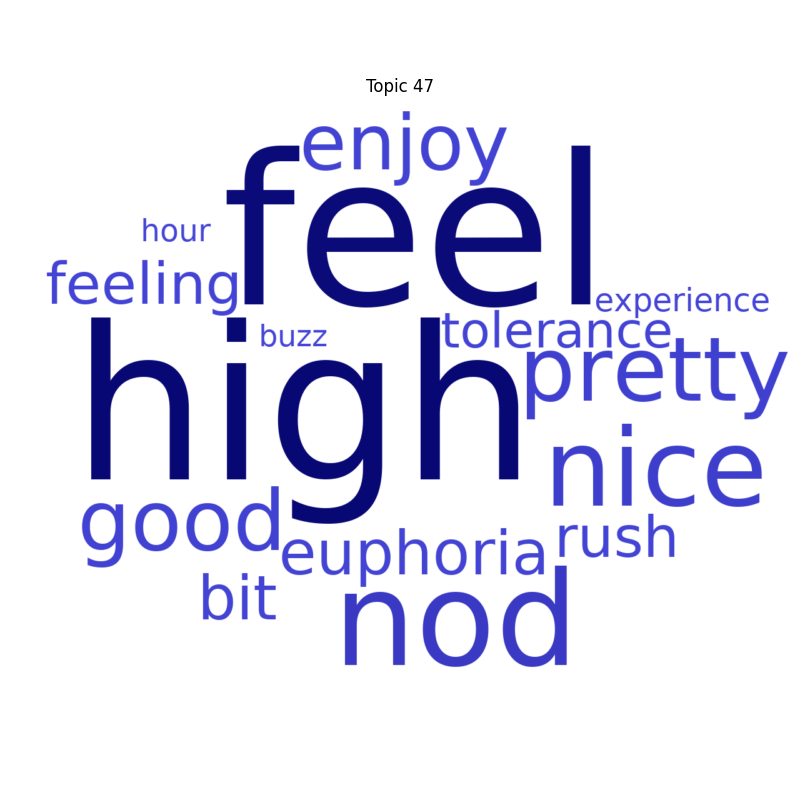 Topic 47
enjoy
feel
hour
feeling
experience
buzz
tolerance
high
pretty
nice
good
rush
euphoria
bit
nod